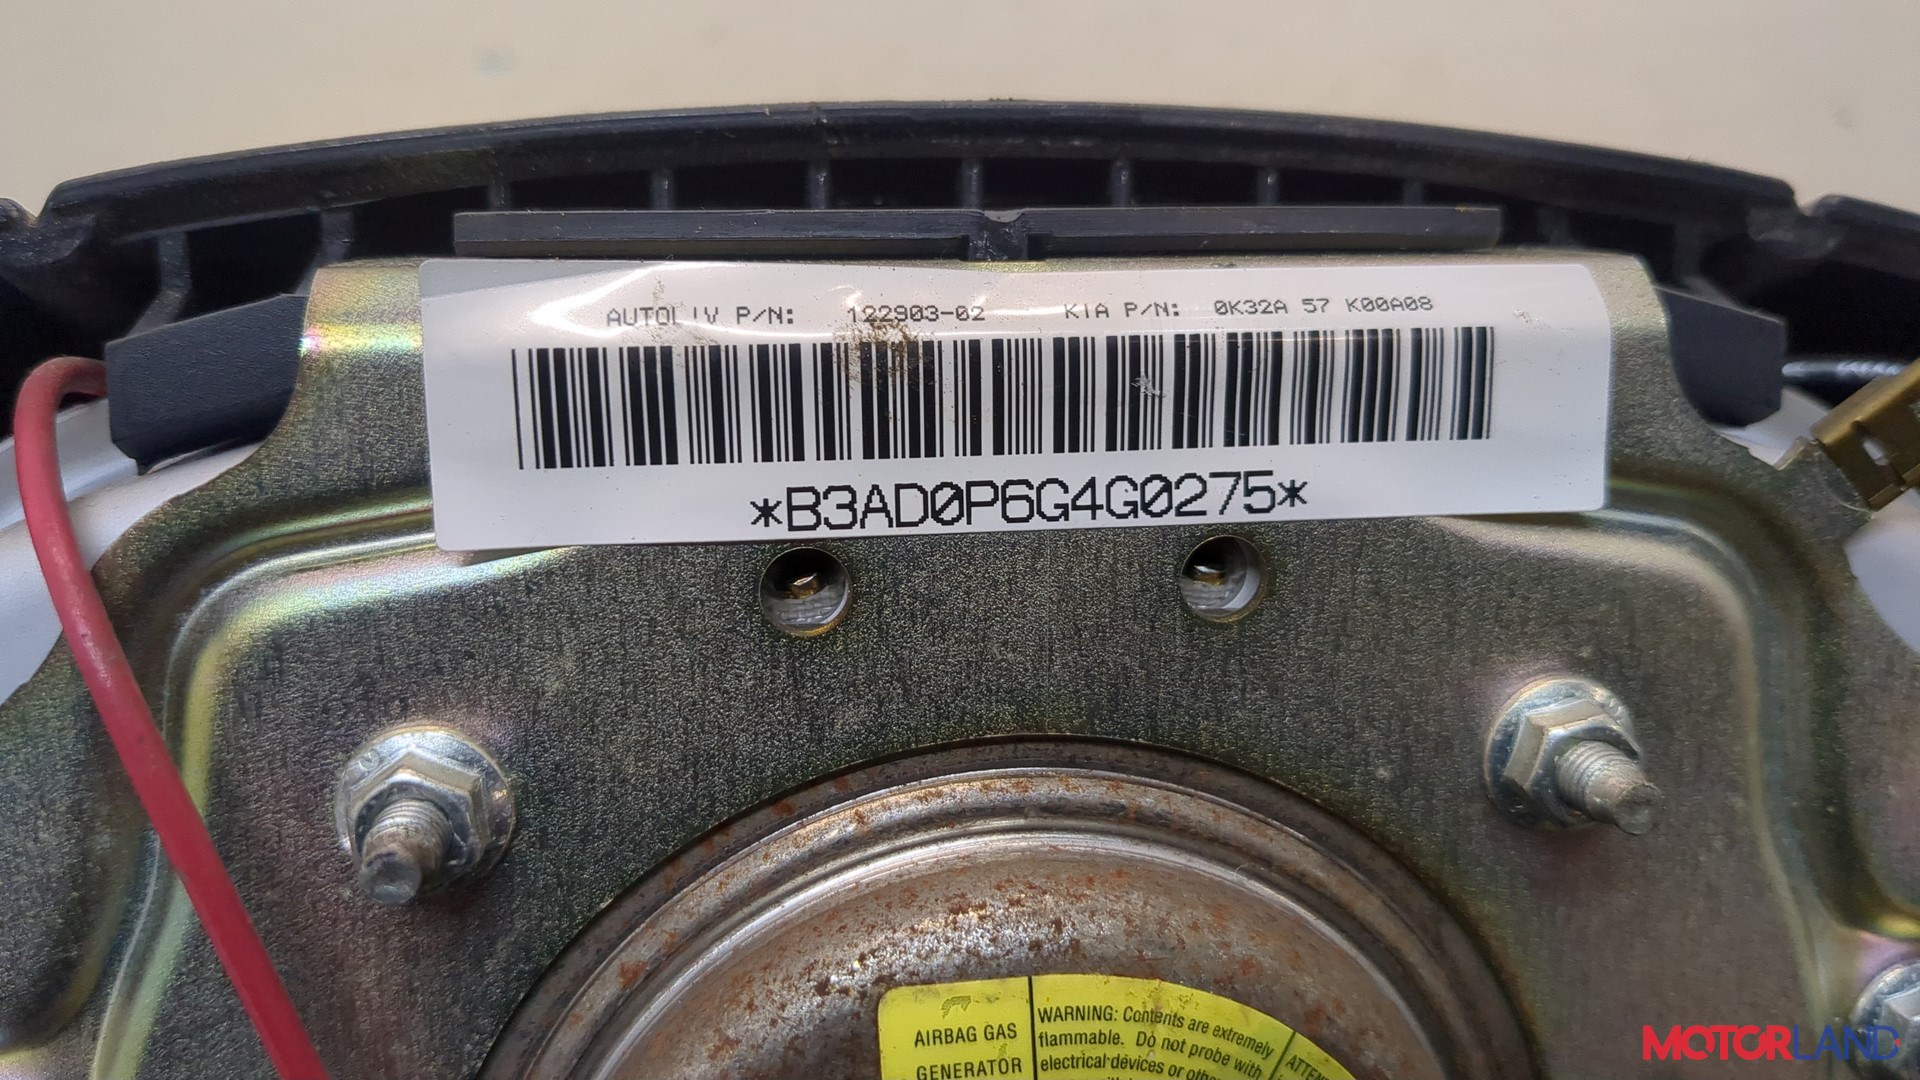 AUTOLIV P/N: 122903-02 KIA P/N: 0K32A 57 K00A08
*B3AD0P6G4G0275*
AIRBAG GAS
GENERATOR
WARNING: Contents are extremely
flammable. Do not probe with
electrical devices or
MOTORLAND